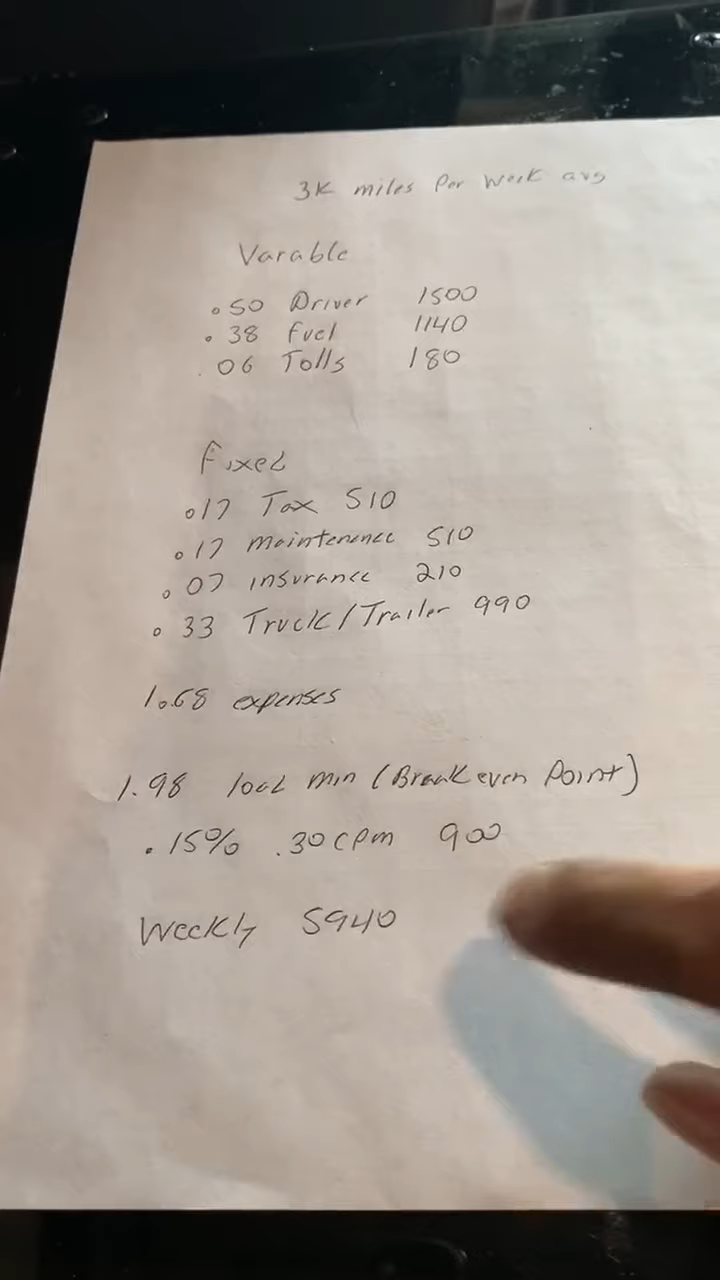 3K miles Per Week avg
Varable
.50 Driver 1500
.38 Fuel 1140
.06 Tolls 180
Fixed
.17 Tax 510
.17 maintenence 510
.07 insurance 210
.33 Truck/Trailer 990
1.68 expenses
1.98 load min (Break even Point)
.15% .30 cpm 900
Weekly 5940